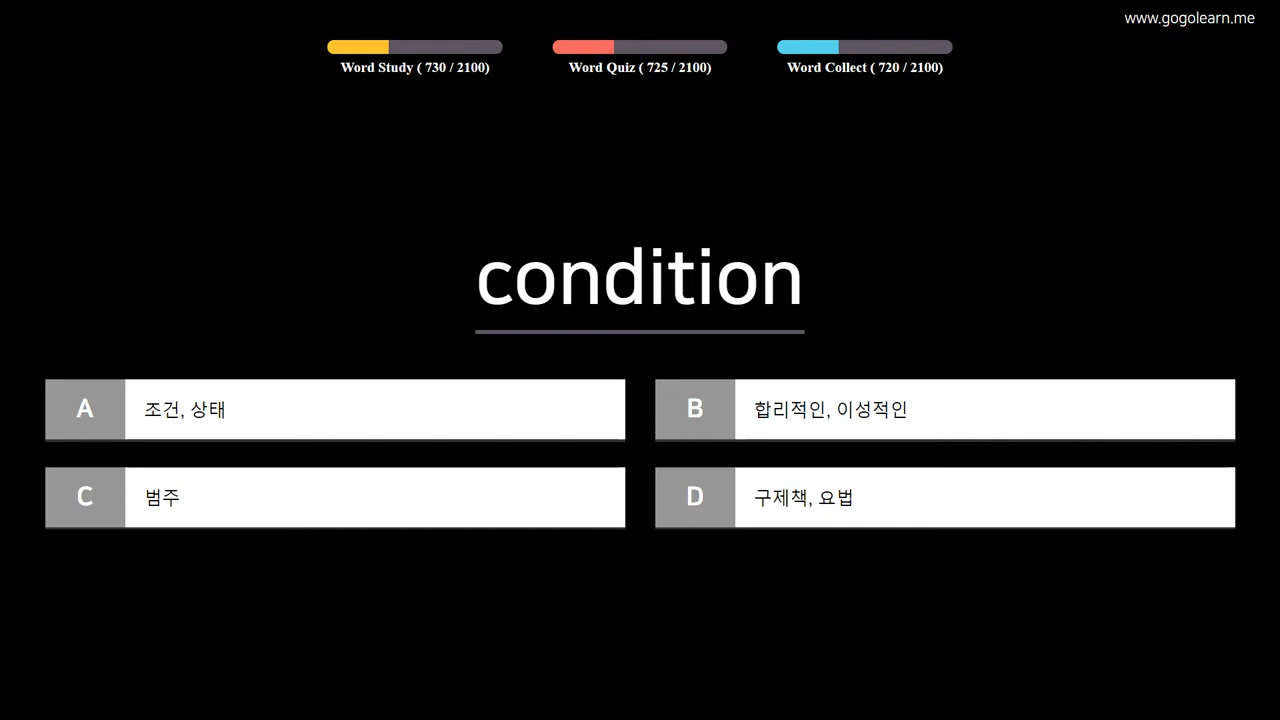 www.gogolearn.me
Word Study ( 730 / 2100)
Word Quiz ( 725 / 2100)
Word Collect ( 720 / 2100)
condition
A 조건, 상태
B 합리적인, 이성적인
C 범주
D 구제책, 요법